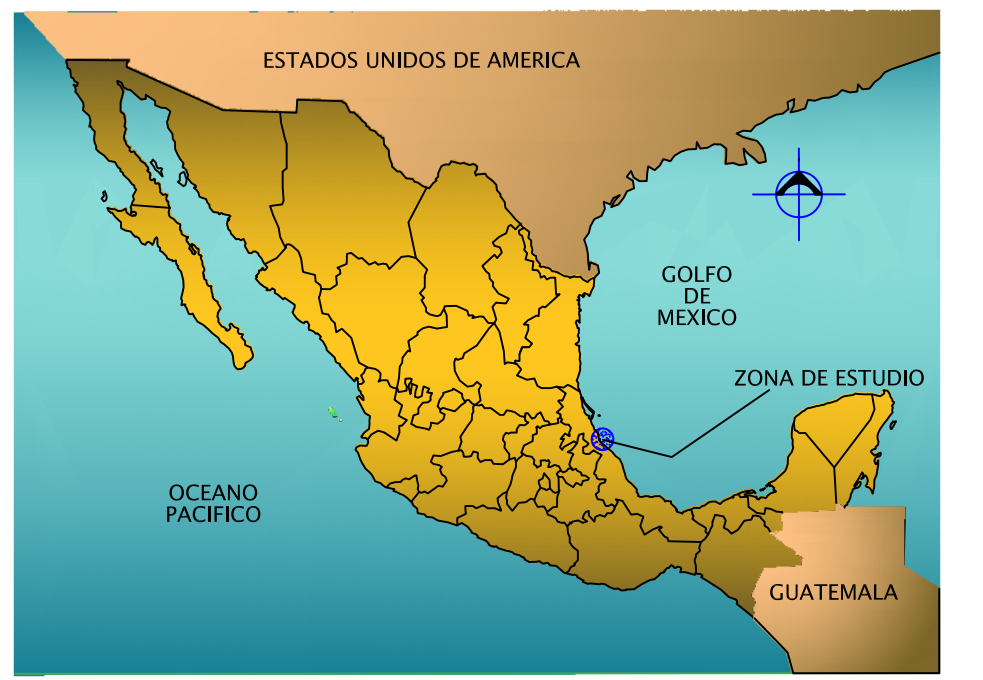 ESTADOS UNIDOS DE AMERICA
GOLFO
DE
MEXICO
ZONA DE ESTUDIO
OCEANO
PACIFICO
GUATEMALA